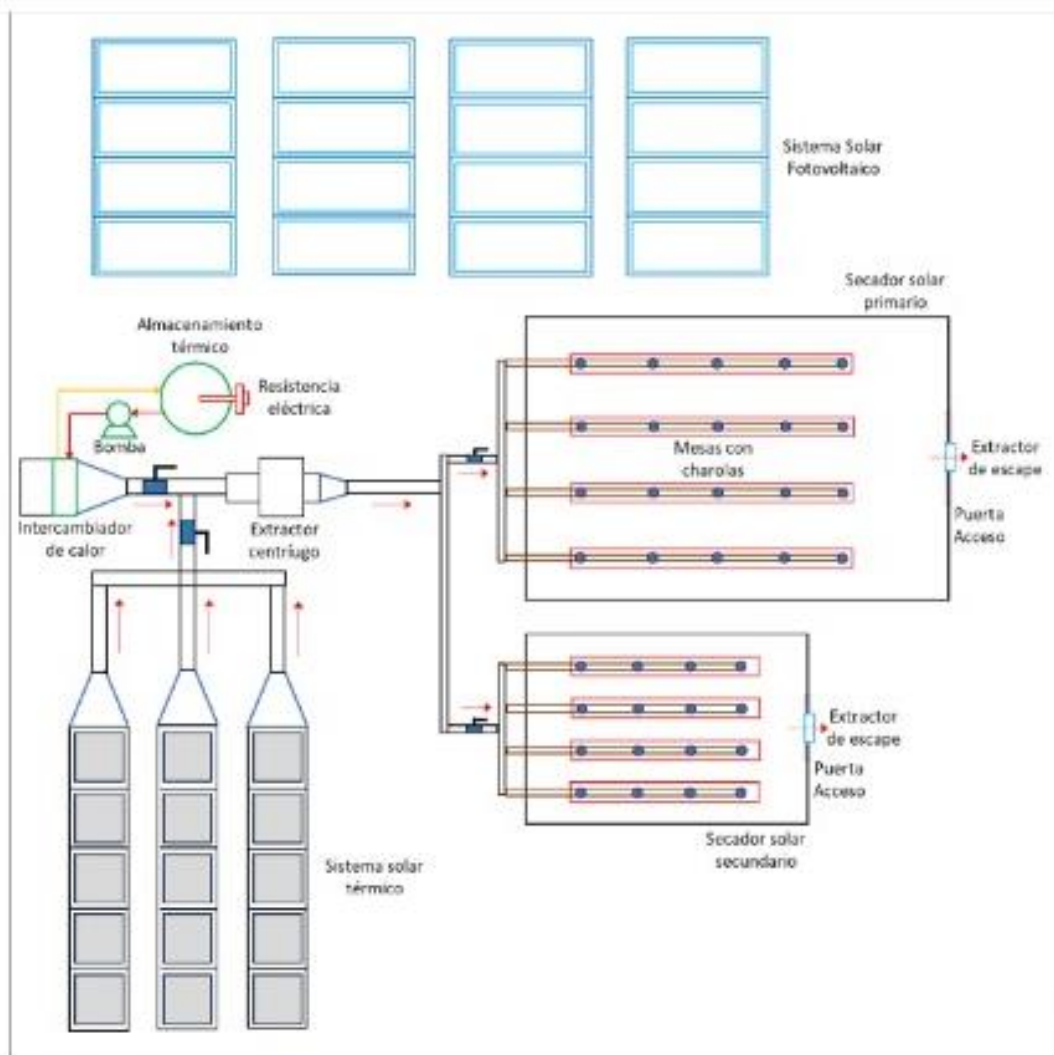 Sistema Solar
Fotovoltaico
Secador solar
primario
Almacenamiento
térmico
Resistencia
eléctrica
Bomba
Mesas con
charolas
Extractor
de escape
Puerta
Acceso
Intercambiador
de calor
Extractor
centríugo
Extractor
de escape
Puerta
Acceso
Secador solar
secundario
Sistema solar
térmico